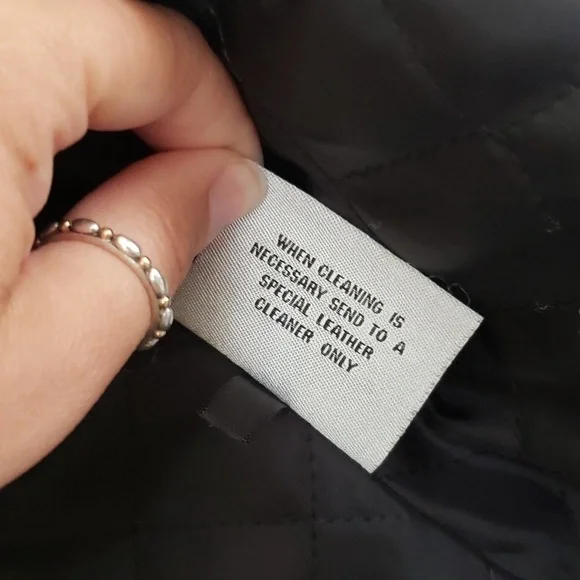 WHEN CLEANING IS
NECESSARY SEND TO A
SPECIAL LEATHER
CLEANER ONLY